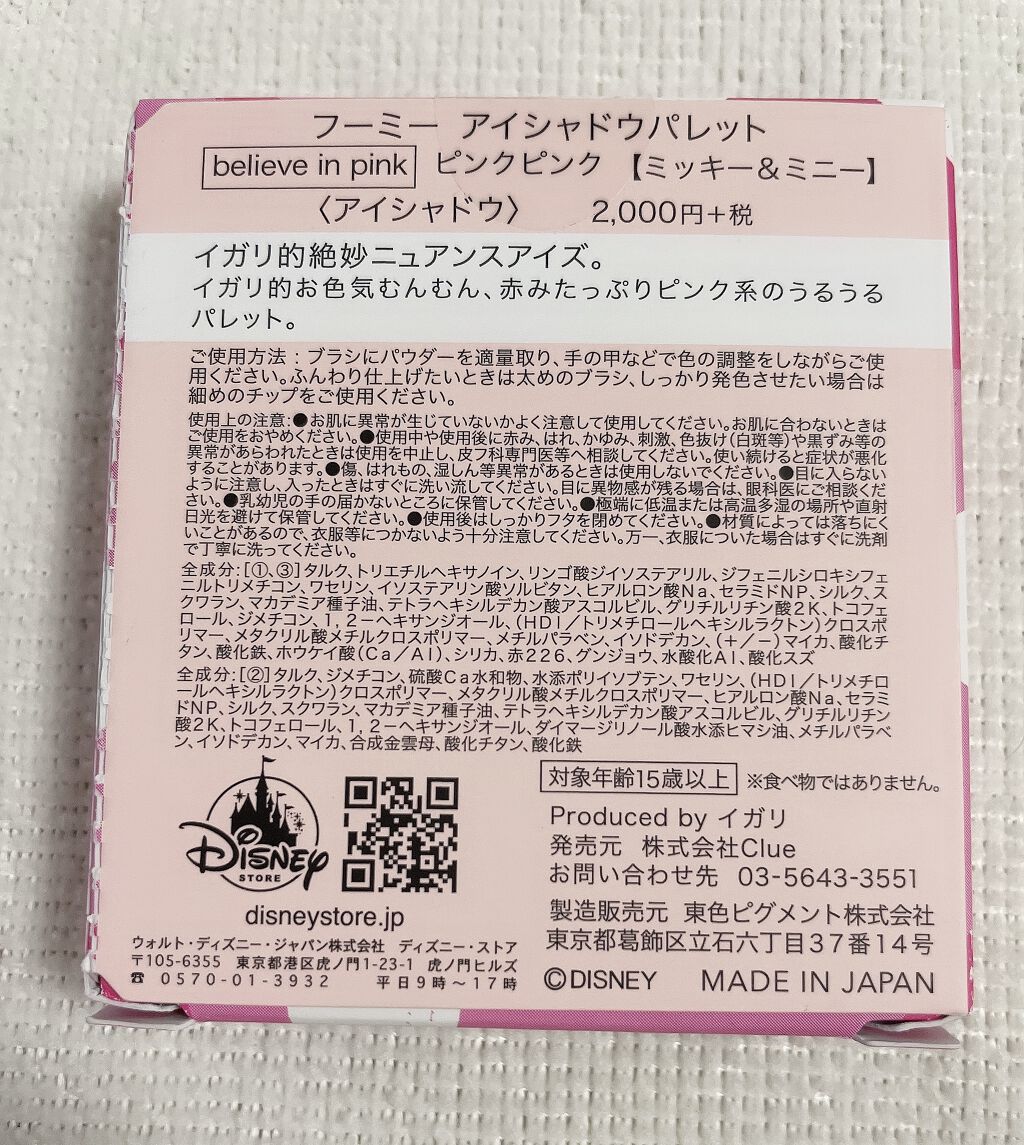 フーミー アイシャドウパレット
believe in pink ピンクピンク 【ミッキー&ミニー】
〈アイシャドウ〉 2,000円+税
イガリ的絶妙ニュアンスアイズ。
イガリ的お色気むんむん、赤みたっぷりピンク系のうるうる
パレット。
ご使用方法：ブラシにパウダーを適量取り、手の甲などで色の調整をしながらご使
用ください。ふんわり仕上げたいときは太めのブラシ、しっかり発色させたい場合は
細めのチップをご使用ください。
使用上の注意:●お肌に異常が生じていないかよく注意して使用してください。お肌に合わないときは
ご使用をおやめください。●使用中や使用後に赤み、はれ、かゆみ、刺激、色抜け(白斑等)や黒ずみ等の
異常があらわれたときは使用を中止し、皮フ科専門医等へ相談してください。使い続けると症状が悪化
することがあります。●傷、はれもの、湿しん等異常があるときは使用しないでください。●目に入らない
ように注意し、入ったときはすぐに洗い流してください。目に異物感が残る場合は、眼科医にご相談くだ
さい。●乳幼児の手の届かないところに保管してください。●極端に低温または高温多湿の場所や直射
日光を避けて保管してください。●使用後はしっかりフタを閉めてください。●材質によっては落ちにく
いことがあるので、衣服等につかないよう十分注意してください。万一、衣服についた場合はすぐに洗剤
で丁寧に洗ってください。
全成分:[①、③]タルク、トリエチルヘキサノイン、リンゴ酸ジイソステアリル、ジフェニルシロキシフェ
ニルトリメチコン、ワセリン、イソステアリン酸ソルビタン、ヒアルロン酸Na、セラミドNP、シルク、ス
クワラン、マカデミア種子油、テトラヘキシルデカン酸アスコルビル、グリチルリチン酸2K、トコフェ
ロール、ジメチコン、1,2-ヘキサンジオール、(HDI/トリメチロールヘキシルラクトン)クロスポ
リマー、メタクリル酸メチルクロスポリマー、メチルパラベン、イソドデカン、(+/-)マイカ、酸化チ
タン、酸化鉄、ホウケイ酸(Ca/Al)、シリカ、赤226、グンジョウ、水酸化Al、酸化スズ
全成分:[②]タルク、ジメチコン、硫酸Ca水和物、水添ポリイソブテン、ワセリン、(HDI/トリメチロ
ールヘキシルラクトン)クロスポリマー、メタクリル酸メチルクロスポリマー、ヒアルロン酸Na、セラミ
ドNP、シルク、スクワラン、マカデミア種子油、テトラヘキシルデカン酸アスコルビル、グリチルリチン
酸2K、トコフェロール、1,2-ヘキサンジオール、ダイマージリノール酸水添ヒマシ油、メチルパラベ
ン、イソドデカン、マイカ、合成金雲母、酸化チタン、酸化鉄
対象年齢15歳以上 ※食べ物ではありません。
Produced by イガリ
発売元 株式会社Clue
お問い合わせ先 03-5643-3551
製造販売元 東色ピグメント株式会社
東京都葛飾区立石六丁目37番14号
©DISNEY MADE IN JAPAN
Disney
STORE
disneystore.jp
ウォルト・ディズニー・ジャパン株式会社 ディズニー・ストア
〒105-6355 東京都港区虎ノ門1-23-1 虎ノ門ヒルズ
☎ 0570-01-3932 平日9時〜17時